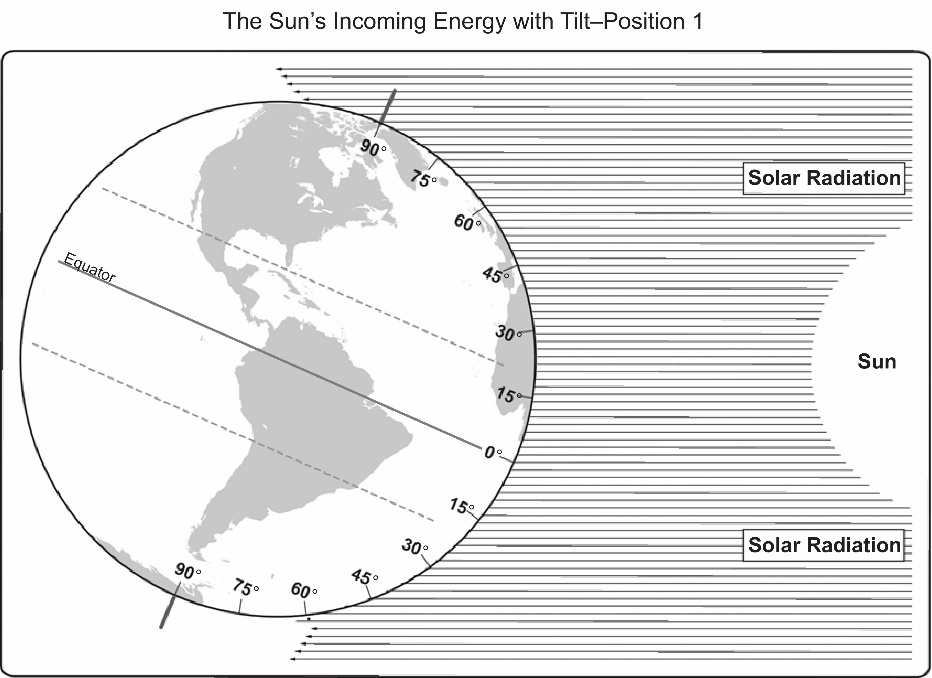 The Sun's Incoming Energy with Tilt–Position 1
90°
75°
Solar Radiation
60°
Equator
45°
30°
Sun
15°
0°
15°
30°
Solar Radiation
45°
60°
75°
90°